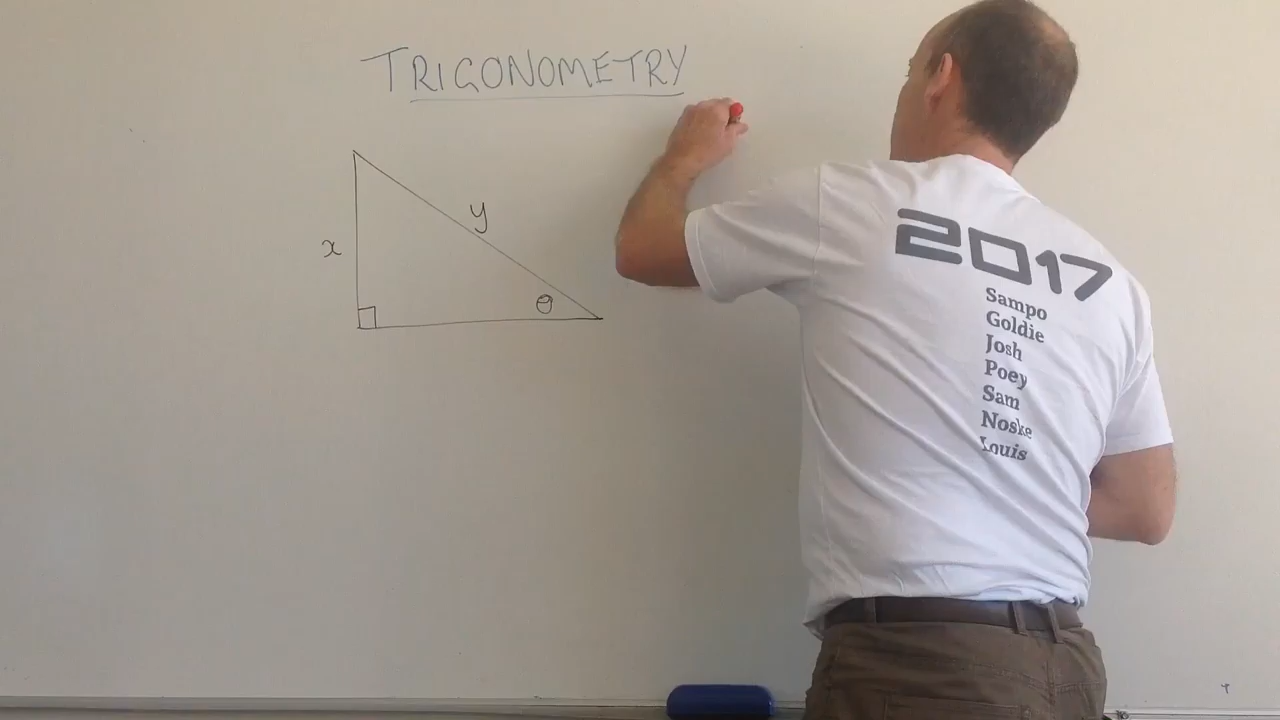 TRIGONOMETRY
y
x
θ
2017
Sampo
Goldie
Josh
Poey
Sam
Noske
Louis